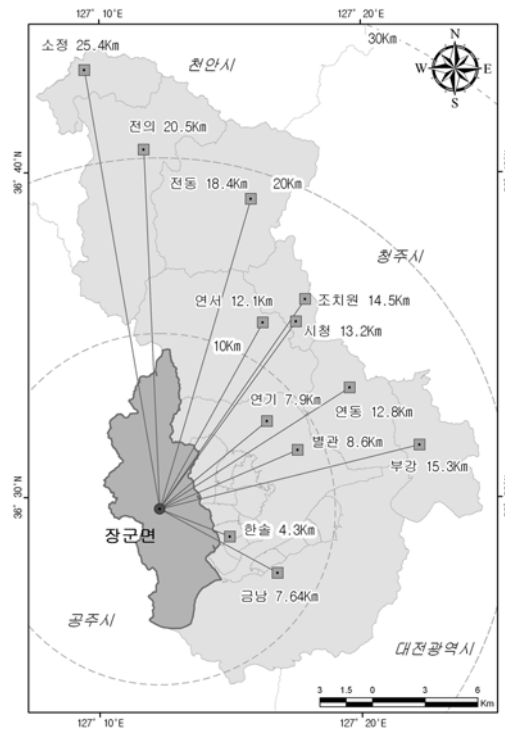 127° 10'E
127° 20'E
소정 25.4Km
천안시
30Km
N
W
E
S
전의 20.5Km
36° 40'N
전동 18.4Km
20Km
청주시
연서 12.1Km
조치원 14.5Km
시청 13.2Km
10Km
연기 7.9Km
연동 12.8Km
별관 8.6Km
부강 15.3Km
36° 30'N
한솔 4.3Km
장군면
금남 7.64Km
공주시
대전광역시
3 1.5 0 3 6
Km
127° 10'E
127° 20'E